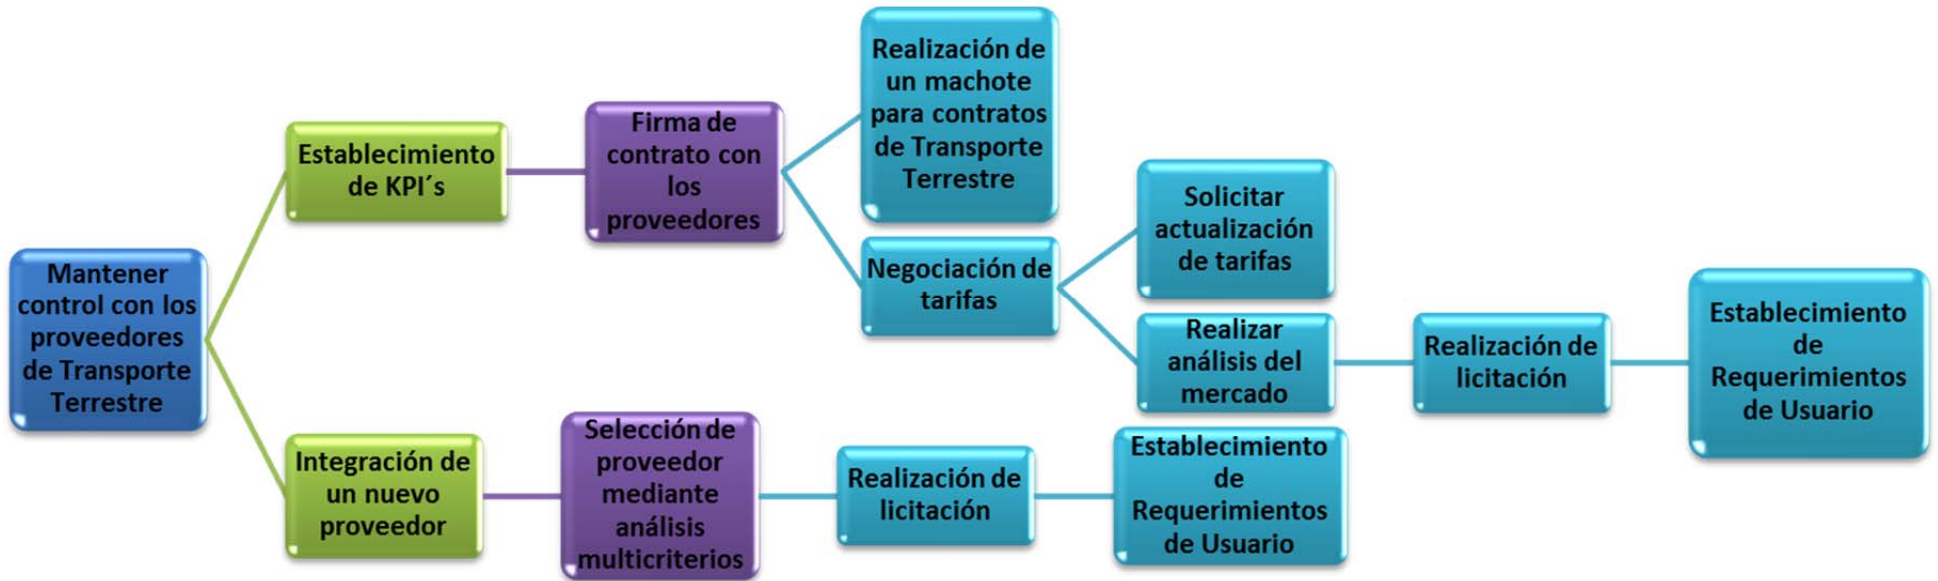 Mantener
control con los
proveedores
de Transporte
Terrestre
Establecimiento
de KPI´s
Firma de
contrato con
los
proveedores
Realización de
un machote
para contratos
de Transporte
Terrestre
Negociación de
tarifas
Solicitar
actualización
de tarifas
Realizar
análisis del
mercado
Realización de
licitación
Establecimiento
de
Requerimientos
de Usuario
Integración de
un nuevo
proveedor
Selección de
proveedor
mediante
análisis
multicriterios
Realización de
licitación
Establecimiento
de
Requerimientos
de Usuario